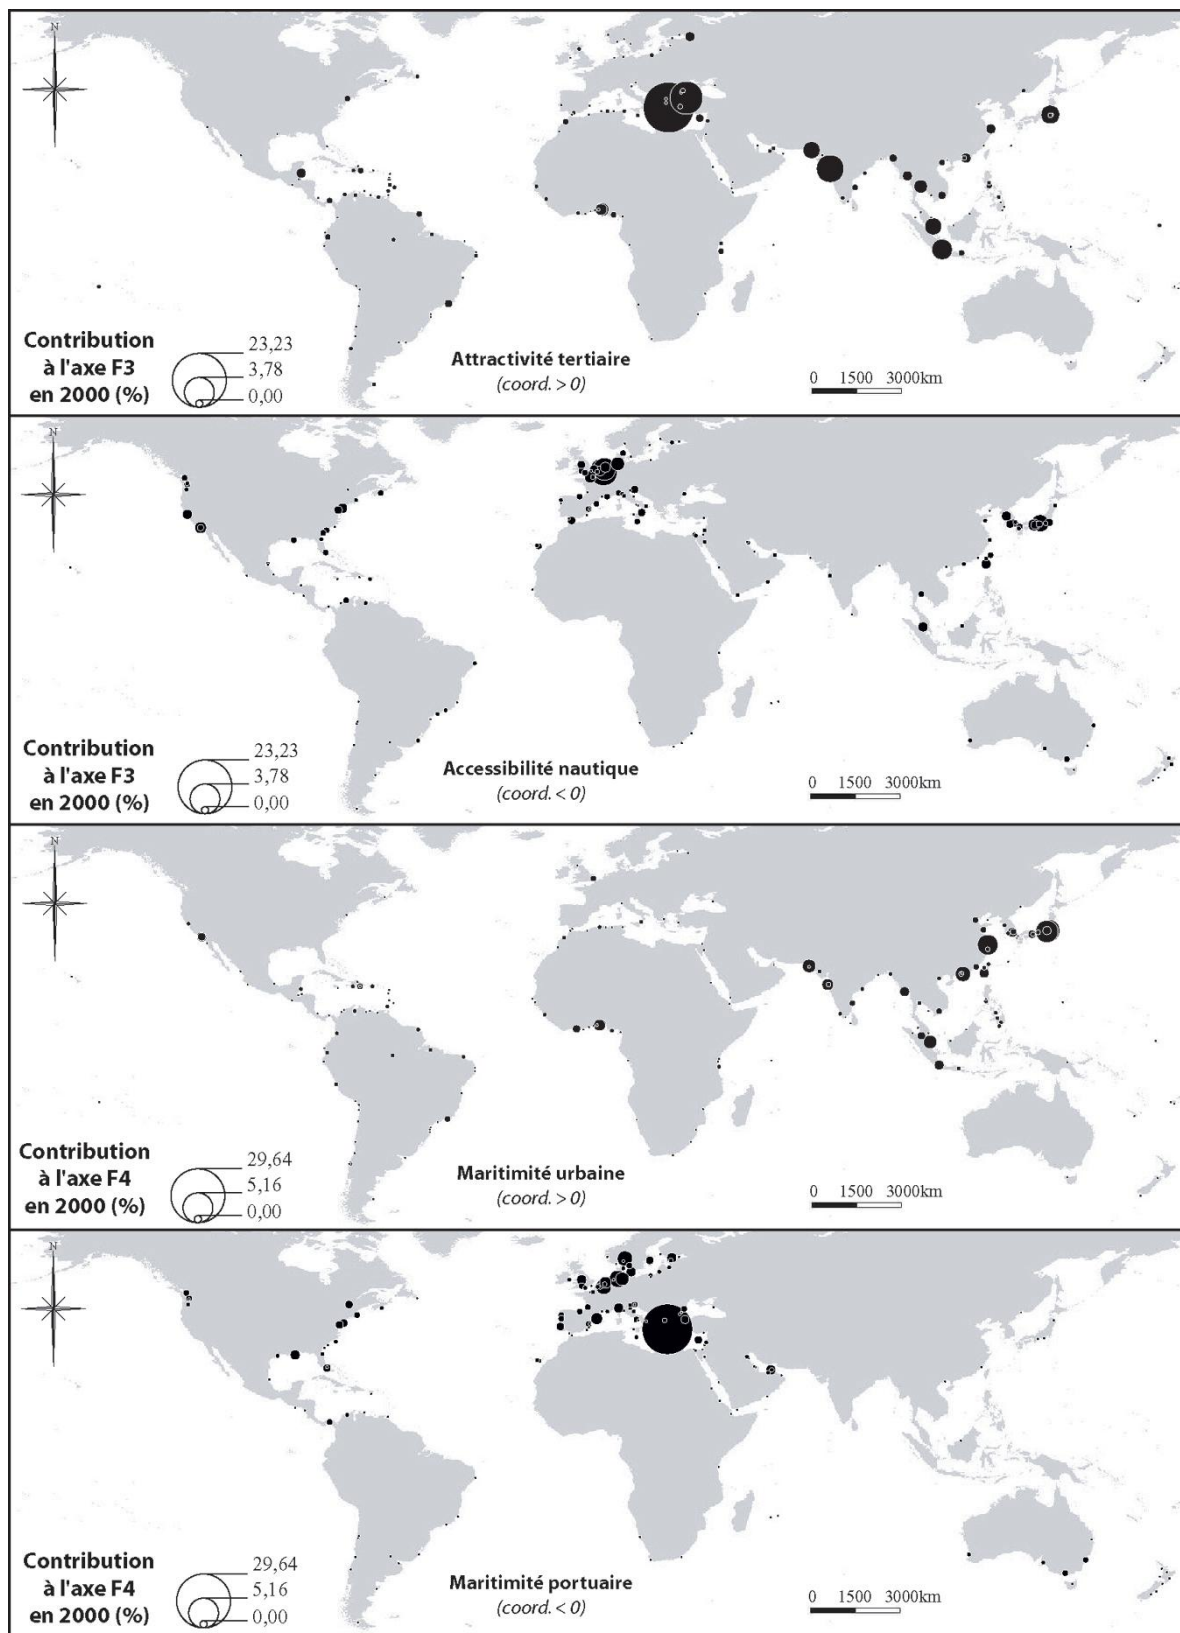 N
Contribution
à l'axe F3
en 2000 (%)
23,23
3,78
0,00
Attractivité tertiaire
(coord. > 0)
0 1500 3000km
N
Contribution
à l'axe F3
en 2000 (%)
23,23
3,78
0,00
Accessibilité nautique
(coord. < 0)
0 1500 3000km
N
Contribution
à l'axe F4
en 2000 (%)
29,64
5,16
0,00
Maritimité urbaine
(coord. > 0)
0 1500 3000km
N
Contribution
à l'axe F4
en 2000 (%)
29,64
5,16
0,00
Maritimité portuaire
(coord. < 0)
0 1500 3000km